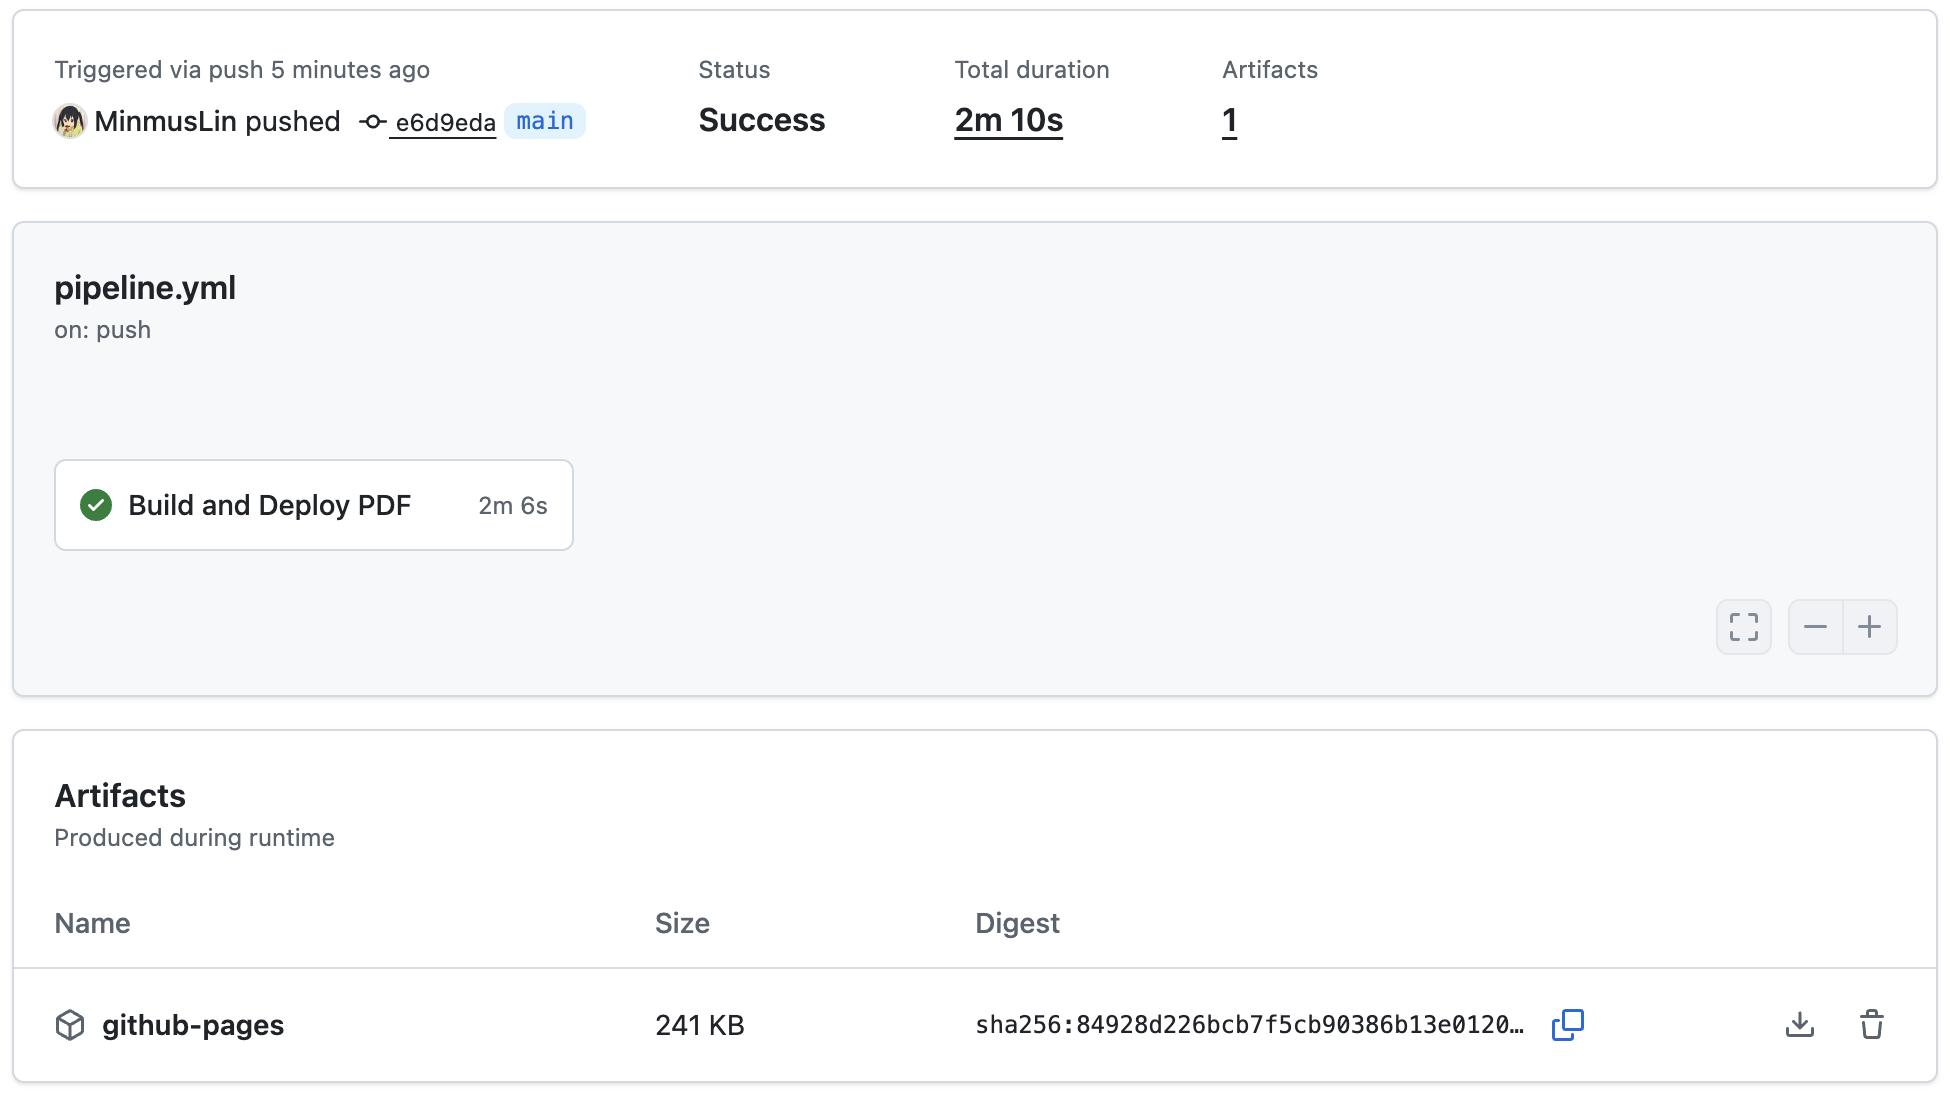 Triggered via push 5 minutes ago
MinmusLin pushed e6d9eda main
Status
Success
Total duration
2m 10s
Artifacts
1
pipeline.yml
on: push
Build and Deploy PDF 2m 6s
Artifacts
Produced during runtime
Name Size Digest
github-pages 241 KB sha256:84928d226bcb7f5cb90386b13e0120…